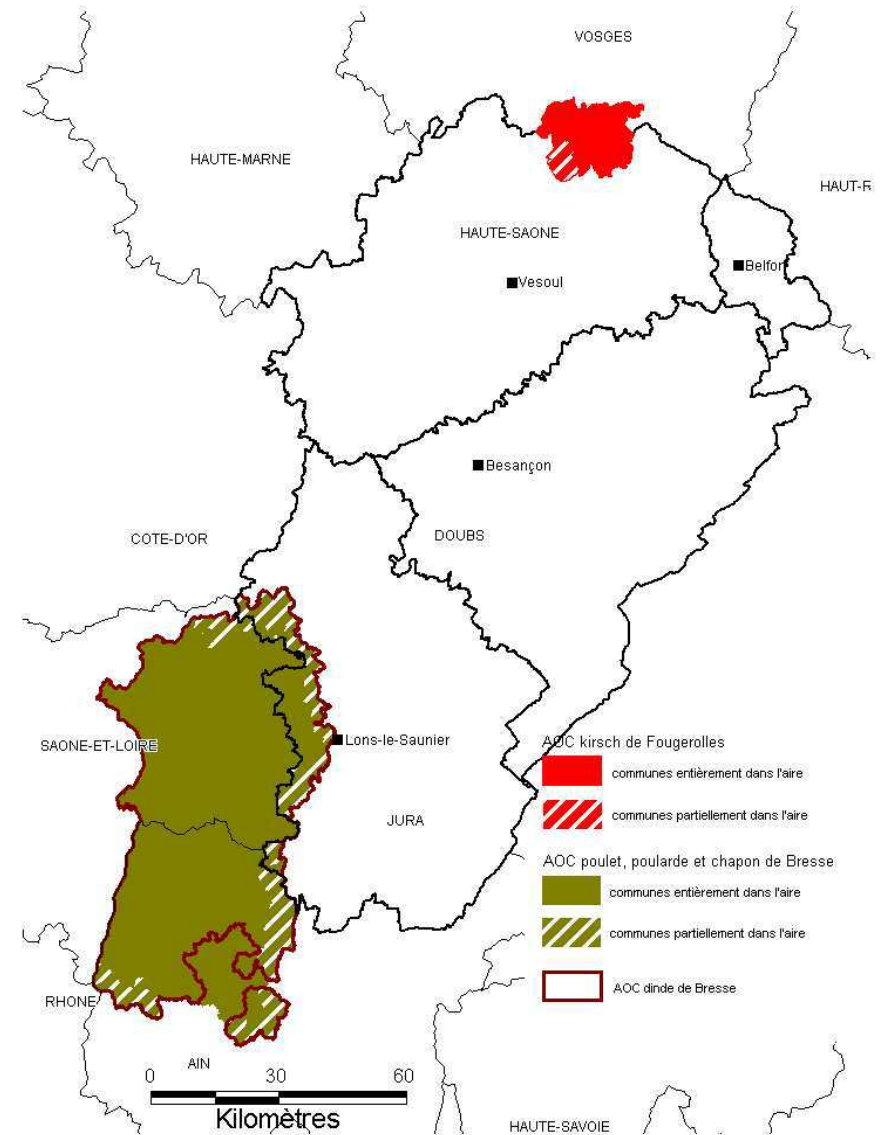 VOSGES
HAUTE-MARNE
HAUT-R
HAUTE-SAONE
Belfor
Vesoul
Besançon
COTE-D'OR
DOUBS
SAONE-ET-LOIRE
Lons-le-Saunier
JURA
AOC kirsch de Fougerolles
communes entièrement dans l'aire
communes partiellement dans l'aire
AOC poulet, poularde et chapon de Bresse
communes entièrement dans l'aire
communes partiellement dans l'aire
AOC dinde de Bresse
RHONE
AIN
0 30 60
Kilomètres
HAUTE-SAVOIE